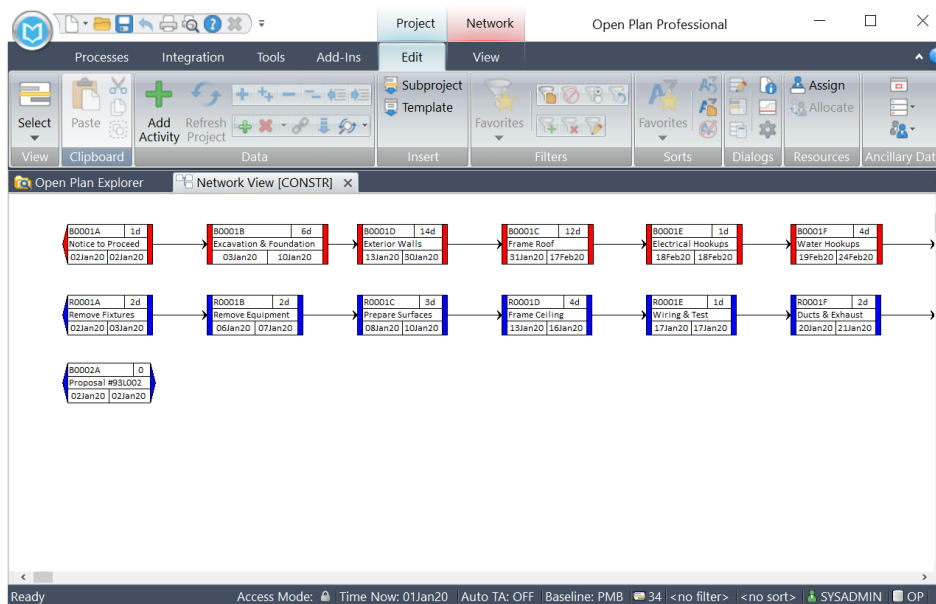 Project Network Open Plan Professional
Processes Integration Tools Add-Ins Edit View
Subproject
Template
Select
Paste
Add
Activity
Refresh
Project
Favorites
Favorites
Assign
Allocate
View Clipboard Data Insert Filters Sorts Dialogs Resources Ancillary Dat
Open Plan Explorer Network View [CONSTR]
B0001A 1d B0001B 6d B0001D 14d B0001C 12d B0001E 1d B0001F 4d
Notice to Proceed Excavation & Foundation Exterior Walls Frame Roof Electrical Hookups Water Hookups
02Jan20 02Jan20 03Jan20 10Jan20 13Jan20 30Jan20 31Jan20 17Feb20 18Feb20 18Feb20 19Feb20 24Feb20
R0001A 2d R0001B 2d R0001C 3d R0001D 4d R0001E 1d R0001F 2d
Remove Fixtures Remove Equipment Prepare Surfaces Frame Ceiling Wiring & Test Ducts & Exhaust
02Jan20 03Jan20 06Jan20 07Jan20 08Jan20 10Jan20 13Jan20 16Jan20 17Jan20 17Jan20 20Jan20 21Jan20
B0002A 0
Proposal #93L002
02Jan20 02Jan20
Ready Access Mode: Time Now: 01Jan20 Auto TA: OFF Baseline: PMB 34 <no filter> <no sort> SYSADMIN OP